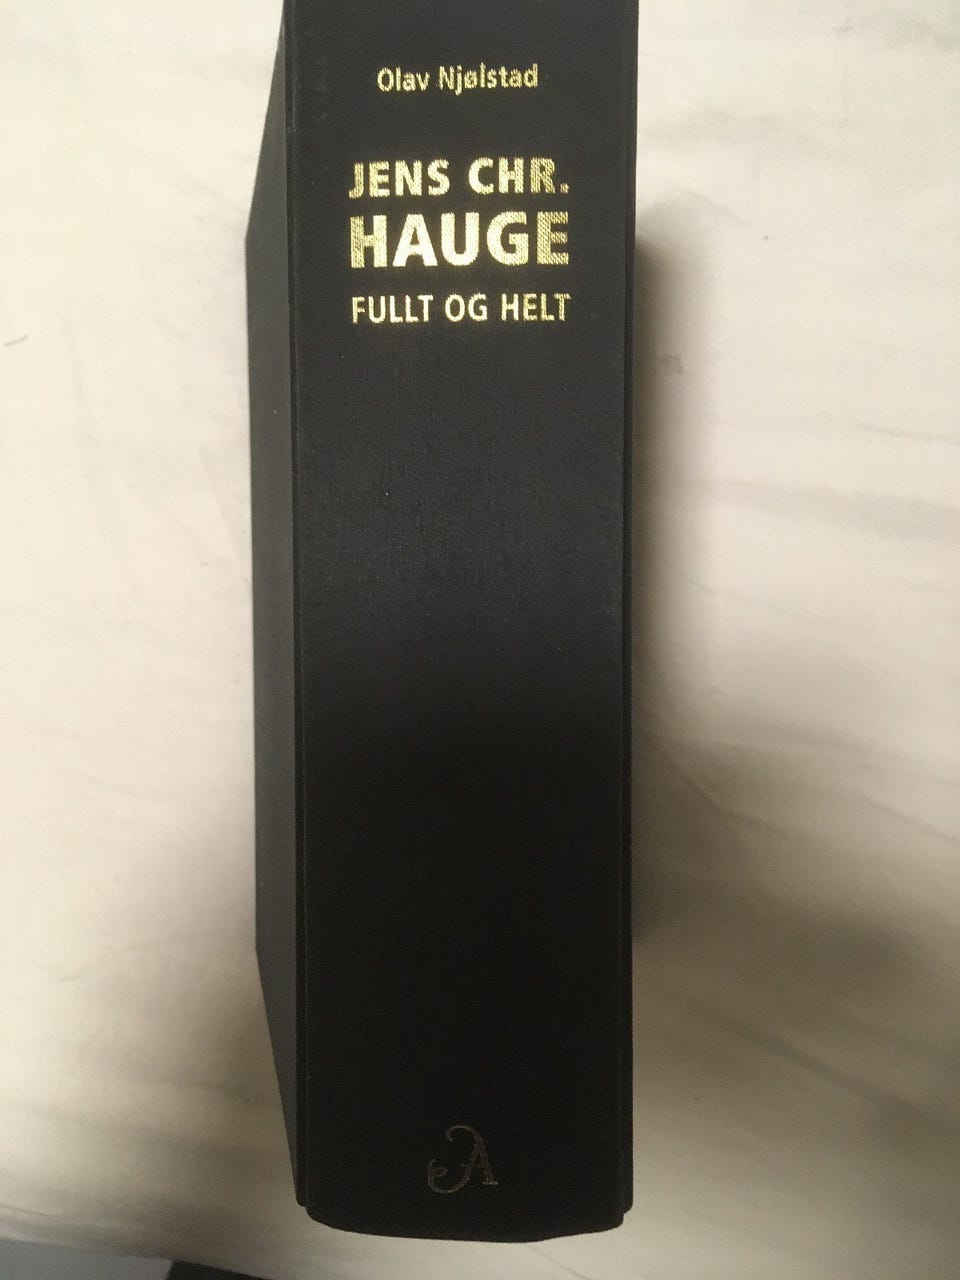 Olav Njølstad
JENS CHR.
HAUGE
FULLT OG HELT
A